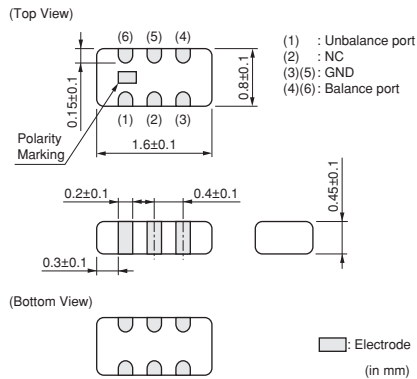 (Top View)
(6) (5) (4)
(1) : Unbalance port
(2) : NC
(3)(5) : GND
(4)(6) : Balance port
0.15±0.1
0.8±0.1
(1) (2) (3)
Polarity
Marking
1.6±0.1
0.2±0.1
0.4±0.1
0.45±0.1
0.3±0.1
(Bottom View)
: Electrode
(in mm)